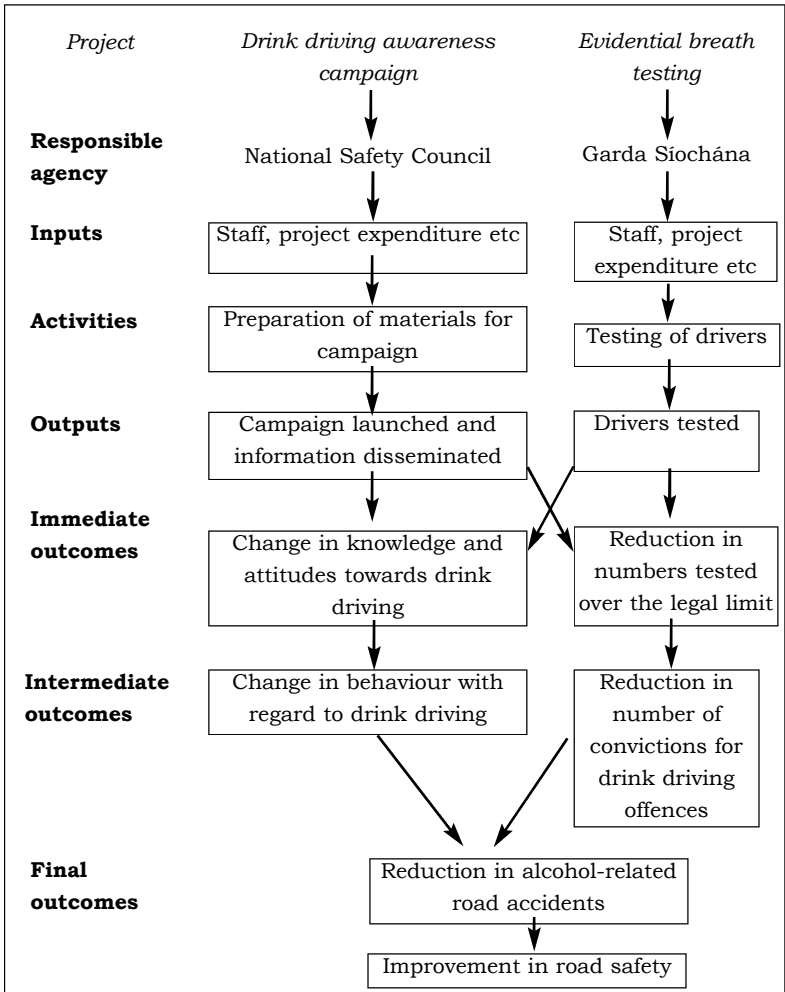 Project
Drink driving awareness
campaign
Evidential breath
testing
Responsible
agency
National Safety Council
Garda Síochána
Inputs
Staff, project expenditure etc
Staff, project
expenditure etc
Activities
Preparation of materials for
campaign
Testing of drivers
Outputs
Campaign launched and
information disseminated
Drivers tested
Immediate
outcomes
Change in knowledge and
attitudes towards drink
driving
Reduction in
numbers tested
over the legal limit
Intermediate
outcomes
Change in behaviour with
regard to drink driving
Reduction in
number of
convictions for
drink driving
offences
Final
outcomes
Reduction in alcohol-related
road accidents
Improvement in road safety